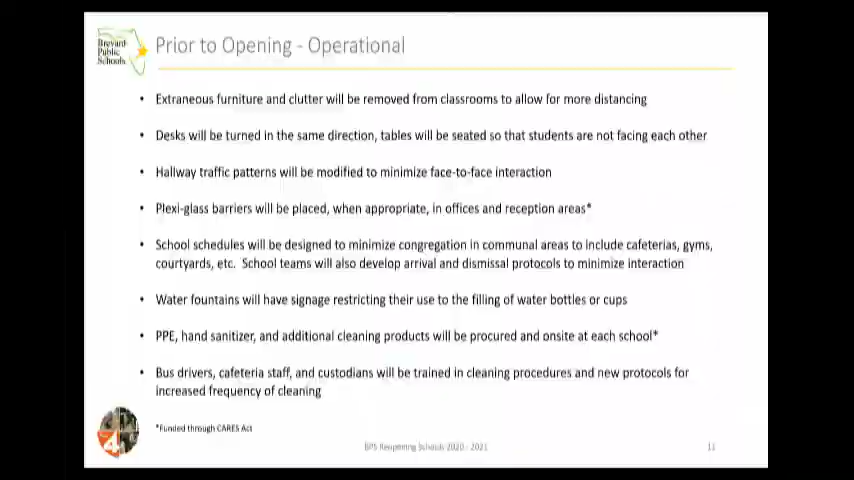 Brevard
Public
Schools
Prior to Opening - Operational
• Extraneous furniture and clutter will be removed from classrooms to allow for more distancing
• Desks will be turned in the same direction, tables will be seated so that students are not facing each other
• Hallway traffic patterns will be modified to minimize face-to-face interaction
• Plexi-glass barriers will be placed, when appropriate, in offices and reception areas*
• School schedules will be designed to minimize congregation in communal areas to include cafeterias, gyms,
courtyards, etc. School teams will also develop arrival and dismissal protocols to minimize interaction
• Water fountains will have signage restricting their use to the filling of water bottles or cups
• PPE, hand sanitizer, and additional cleaning products will be procured and onsite at each school*
• Bus drivers, cafeteria staff, and custodians will be trained in cleaning procedures and new protocols for
increased frequency of cleaning
*Funded through CARES Act
4
BPS Reopening Schools 2020 - 2021
11